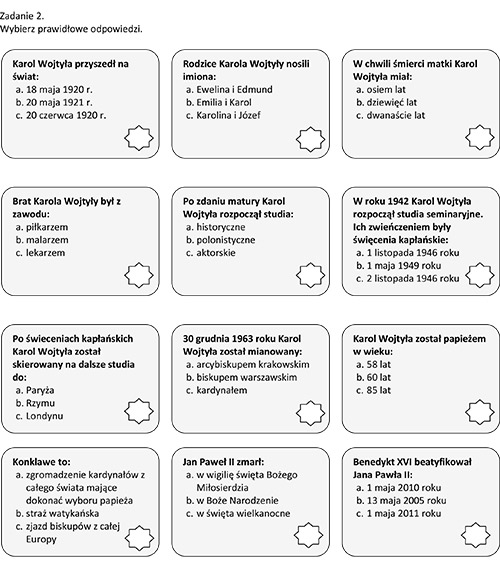 Zadanie 2.
Wybierz prawidłowe odpowiedzi.
Karol Wojtyła przyszedł na
świat:
a. 18 maja 1920 r.
b. 20 maja 1921 r.
c. 20 czerwca 1920 r.
Rodzice Karola Wojtyły nosili
imiona:
a. Ewelina i Edmund
b. Emilia i Karol
c. Karolina i Józef
W chwili śmierci matki Karol
Wojtyła miał:
a. osiem lat
b. dziewięć lat
c. dwanaście lat
Brat Karola Wojtyły był z
zawodu:
a. piłkarzem
b. malarzem
c. lekarzem
Po zdaniu matury Karol
Wojtyła rozpoczął studia:
a. historyczne
b. polonistyczne
c. aktorskie
W roku 1942 Karol Wojtyła
rozpoczął studia seminaryjne.
Ich zwieńczeniem były
święcenia kapłańskie:
a. 1 listopada 1946 roku
b. 1 maja 1949 roku
c. 2 listopada 1946 roku
Po świeceniach kapłańskich
Karol Wojtyła został
skierowany na dalsze studia
do:
a. Paryża
b. Rzymu
c. Londynu
30 grudnia 1963 roku Karol
Wojtyła został mianowany:
a. arcybiskupem krakowskim
b. biskupem warszawskim
c. kardynałem
Karol Wojtyła został papieżem
w wieku:
a. 58 lat
b. 60 lat
c. 85 lat
Konklawe to:
a. zgromadzenie kardynałów z
całego świata mające
dokonać wyboru papieża
b. straż watykańska
c. zjazd biskupów z całej
Europy
Jan Paweł II zmarł:
a. w wigilię święta Bożego
Miłosierdzia
b. w Boże Narodzenie
c. w święta wielkanocne
Benedykt XVI beatyfikował
Jana Pawła II:
a. 1 maja 2010 roku
b. 13 maja 2005 roku
c. 1 maja 2011 roku